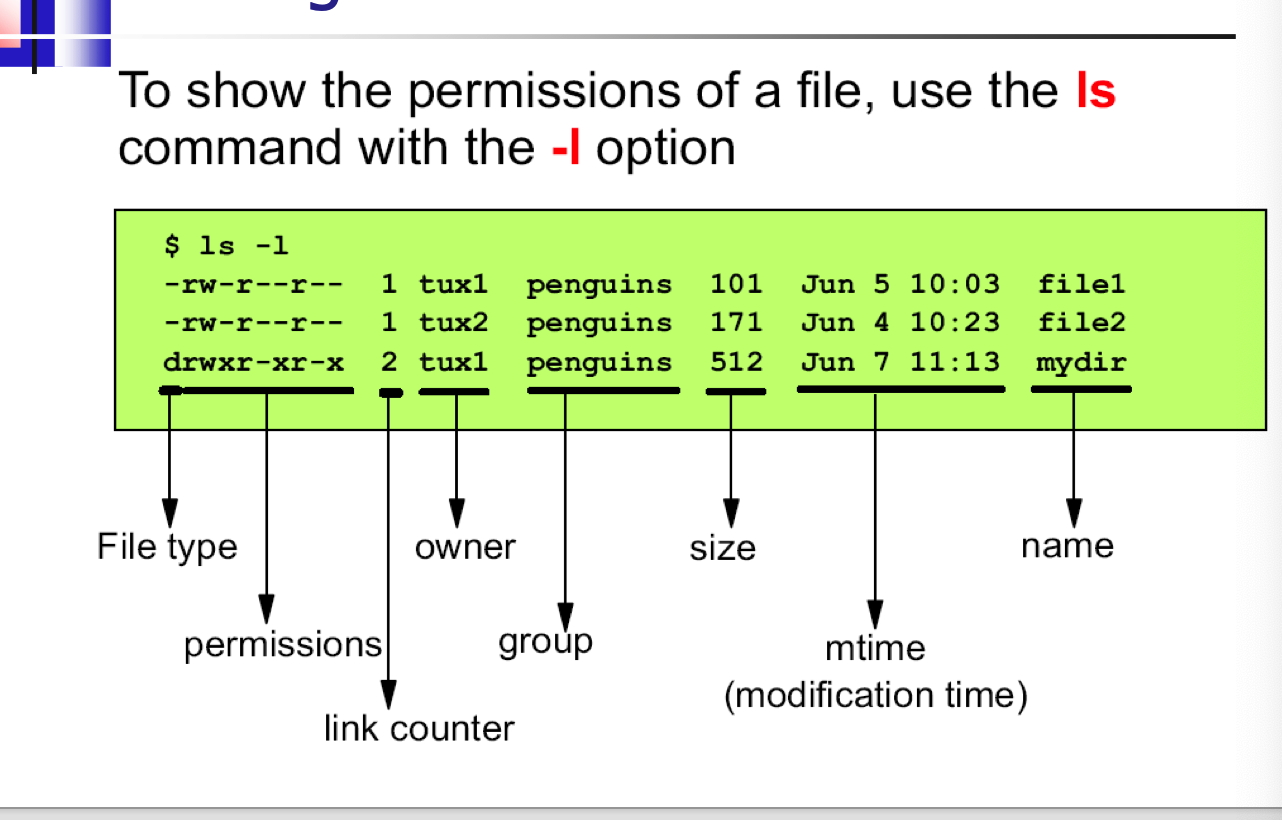 To show the permissions of a file, use the ls
command with the -l option
$ ls -l
-rw-r--r-- 1 tux1 penguins 101 Jun 5 10:03 file1
-rw-r--r-- 1 tux2 penguins 171 Jun 4 10:23 file2
drwxr-xr-x 2 tux1 penguins 512 Jun 7 11:13 mydir
File type owner size name
permissions group mtime
(modification time)
link counter